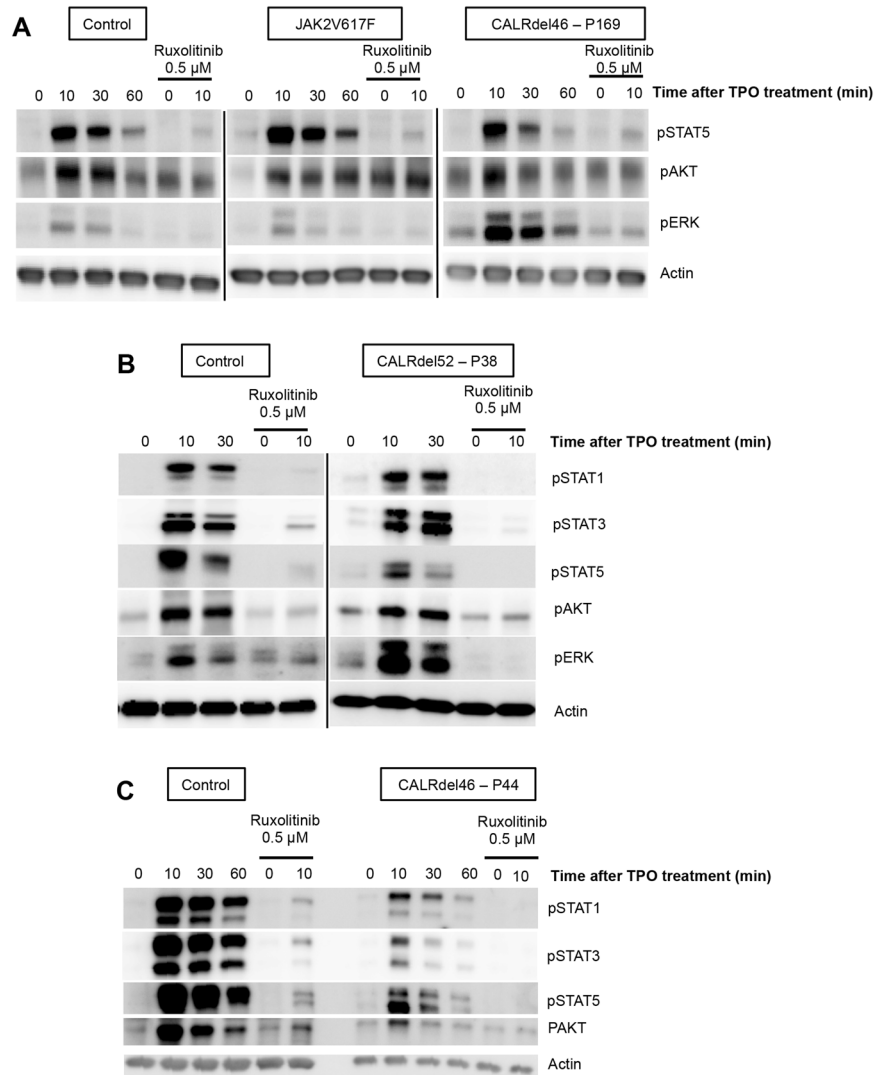 A
Control
JAK2V617F
CALRdel46 – P169
Ruxolitinib
0.5 µM
Ruxolitinib
0.5 µM
Ruxolitinib
0.5 µM
0 10 30 60 0 10 0 10 30 60 0 10 0 10 30 60 0 10 Time after TPO treatment (min)
pSTAT5
pAKT
pERK
Actin
B
Control
CALRdel52 – P38
Ruxolitinib
0.5 µM
Ruxolitinib
0.5 µM
0 10 30 0 10 0 10 30 0 10 Time after TPO treatment (min)
pSTAT1
pSTAT3
pSTAT5
pAKT
pERK
Actin
C
Control
CALRdel46 – P44
Ruxolitinib
0.5 µM
Ruxolitinib
0.5 µM
0 10 30 60 0 10 0 10 30 60 0 10 Time after TPO treatment (min)
pSTAT1
pSTAT3
pSTAT5
PAKT
Actin